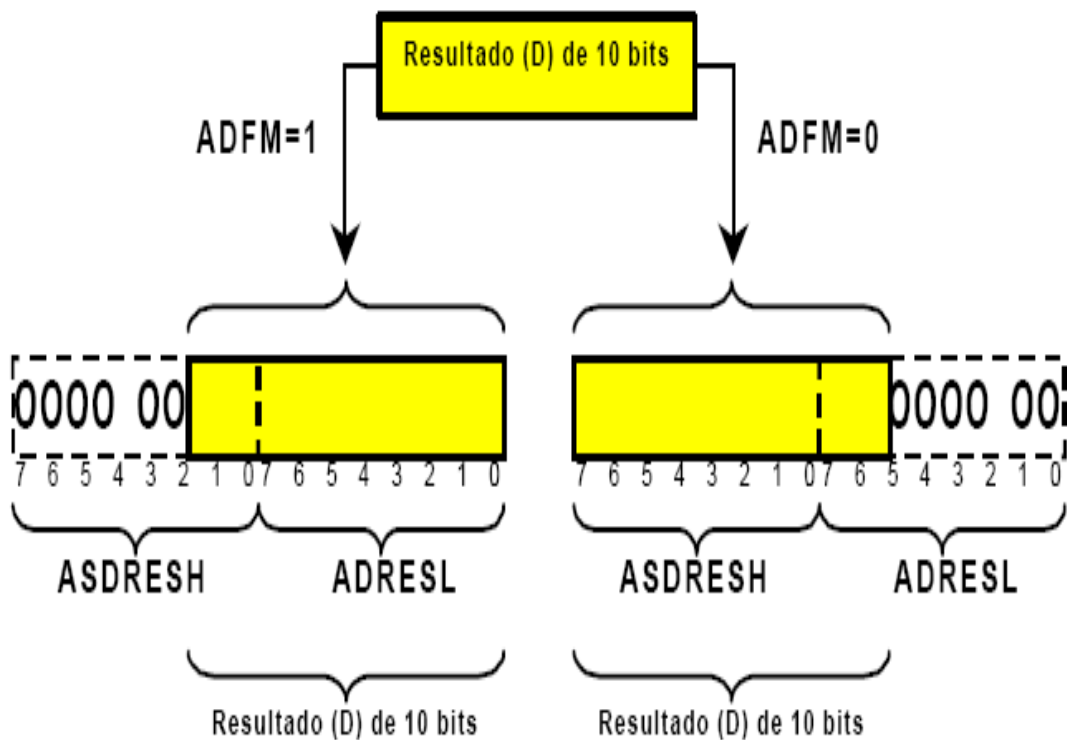 Resultado (D) de 10 bits
ADFM=1 ADFM=0
0000 00 0000 00
7 6 5 4 3 2 1 0 7 6 5 4 3 2 1 0 7 6 5 4 3 2 1 0 7 6 5 4 3 2 1 0
ASDRESH ADRESL ASDRESH ADRESL
Resultado (D) de 10 bits Resultado (D) de 10 bits